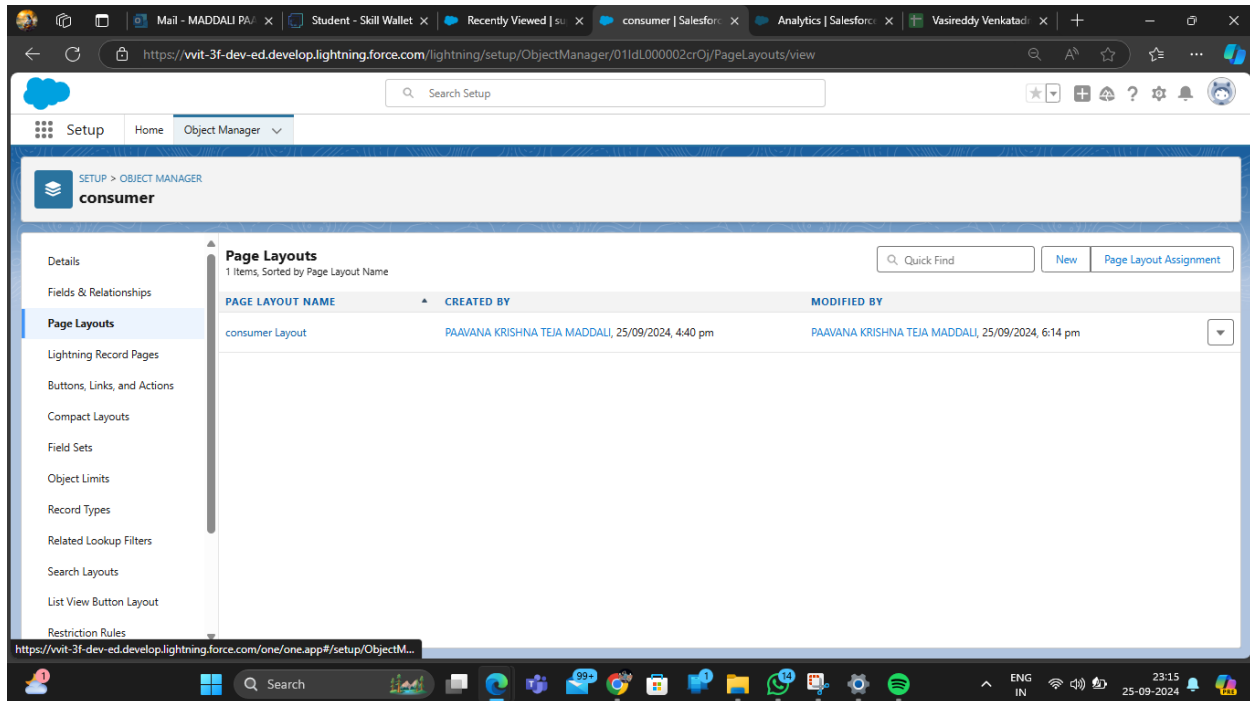 Mail - MADDALI PAA
Student - Skill Wallet
Recently Viewed | su
consumer | Salesforc
Analytics | Salesforce
Vasireddy Venkatadr
https://vvit-3f-dev-ed.develop.lightning.force.com/lightning/setup/ObjectManager/01IdL000002crOj/PageLayouts/view
Search Setup
Setup
Home
Object Manager
SETUP > OBJECT MANAGER
consumer
Details
Fields & Relationships
Page Layouts
Lightning Record Pages
Buttons, Links, and Actions
Compact Layouts
Field Sets
Object Limits
Record Types
Related Lookup Filters
Search Layouts
List View Button Layout
Restriction Rules
Page Layouts
1 Items, Sorted by Page Layout Name
Quick Find
New
Page Layout Assignment
PAGE LAYOUT NAME CREATED BY MODIFIED BY
consumer Layout PAAVANA KRISHNA TEJA MADDALI, 25/09/2024, 4:40 pm PAAVANA KRISHNA TEJA MADDALI, 25/09/2024, 6:14 pm
https://vvit-3f-dev-ed.develop.lightning.force.com/one/one.app#/setup/ObjectM...
1
Search
99+
1
14
ENG
IN
23:15
25-09-2024
PRE